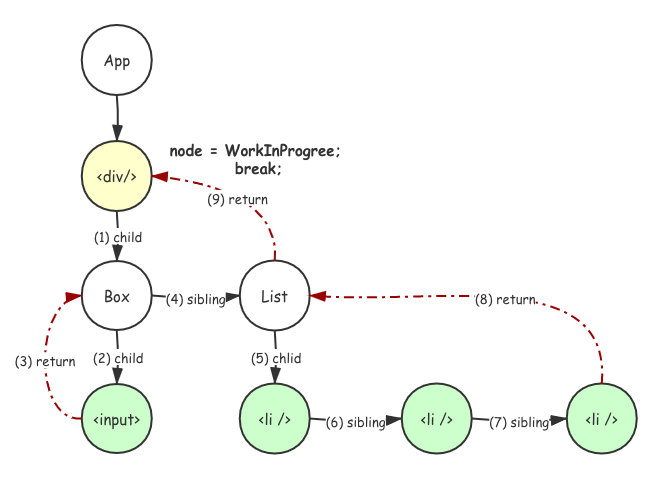 App
node = WorkInProgree;
break;
<div/>
(9) return
(1) child
Box
(4) sibling
List
(8) return
(3) return
(2) child
(5) chlid
<input>
<li />
(6) sibling
<li />
(7) sibling
<li />